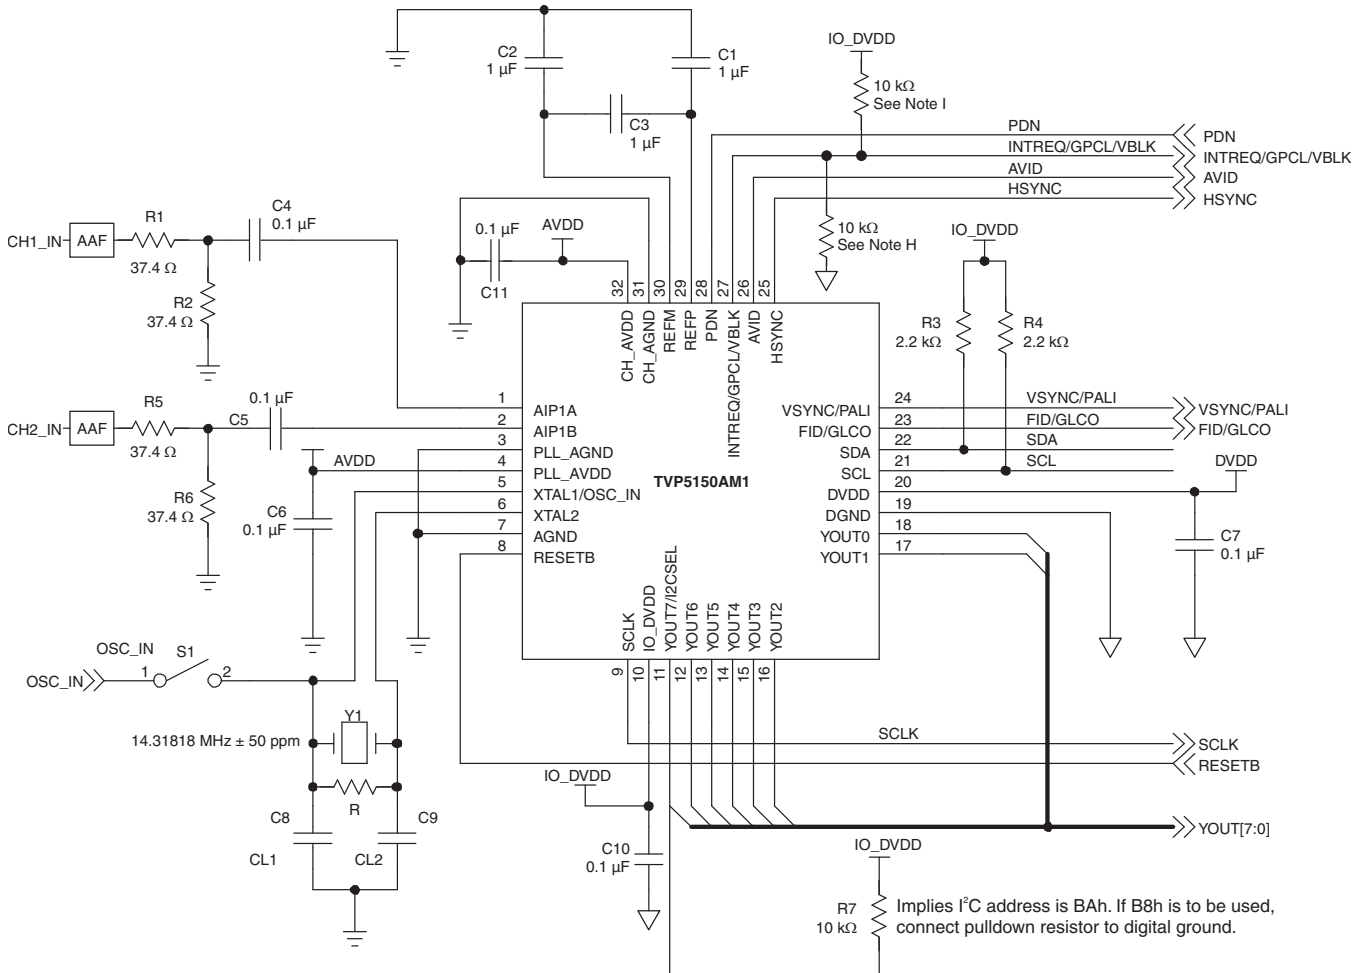 C2
1 µF
C1
1 µF
C3
1 µF
IO_DVDD
10 kΩ
See Note I
PDN
PDN
INTREQ/GPCL/VBLK
INTREQ/GPCL/VBLK
AVID
AVID
HSYNC
HSYNC
10 kΩ
See Note H
CH1_IN
AAF
R1
37.4 Ω
R2
37.4 Ω
C4
0.1 µF
0.1 µF
C11
AVDD
IO_DVDD
R3
2.2 kΩ
R4
2.2 kΩ
32
31
30
29
28
27
26
25
CH_AVDD
CH_AGND
REFM
REFP
PDN
INTREQ/GPCL/VBLK
AVID
HSYNC
CH2_IN
AAF
R5
37.4 Ω
R6
37.4 Ω
0.1 µF
C5
AVDD
C6
0.1 µF
1
2
3
4
5
6
7
8
AIP1A
AIP1B
PLL_AGND
PLL_AVDD
XTAL1/OSC_IN
XTAL2
AGND
RESETB
TVP5150AM1
VSYNC/PALI
FID/GLCO
SDA
SCL
DVDD
DGND
YOUT0
YOUT1
24
23
22
21
20
19
18
17
VSYNC/PALI
VSYNC/PALI
FID/GLCO
FID/GLCO
SDA
SCL
DVDD
C7
0.1 µF
SCLK
IO_DVDD
YOUT7/I2CSEL
YOUT6
YOUT5
YOUT4
YOUT3
YOUT2
9
10
11
12
13
14
15
16
OSC_IN
OSC_IN
S1
1
2
Y1
14.31818 MHz ± 50 ppm
R
C8
CL1
C9
CL2
SCLK
SCLK
RESETB
IO_DVDD
C10
0.1 µF
YOUT[7:0]
IO_DVDD
R7
10 kΩ
Implies I²C address is BAh. If B8h is to be used,
connect pulldown resistor to digital ground.